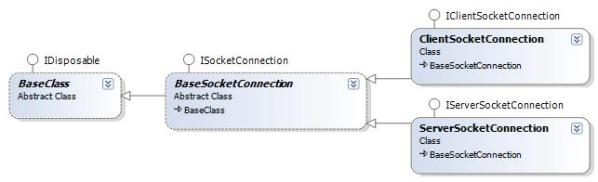 IDisposable
BaseClass
Abstract Class
ISocketConnection
BaseSocketConnection
Abstract Class
BaseClass
IClientSocketConnection
ClientSocketConnection
Class
BaseSocketConnection
IServerSocketConnection
ServerSocketConnection
Class
BaseSocketConnection